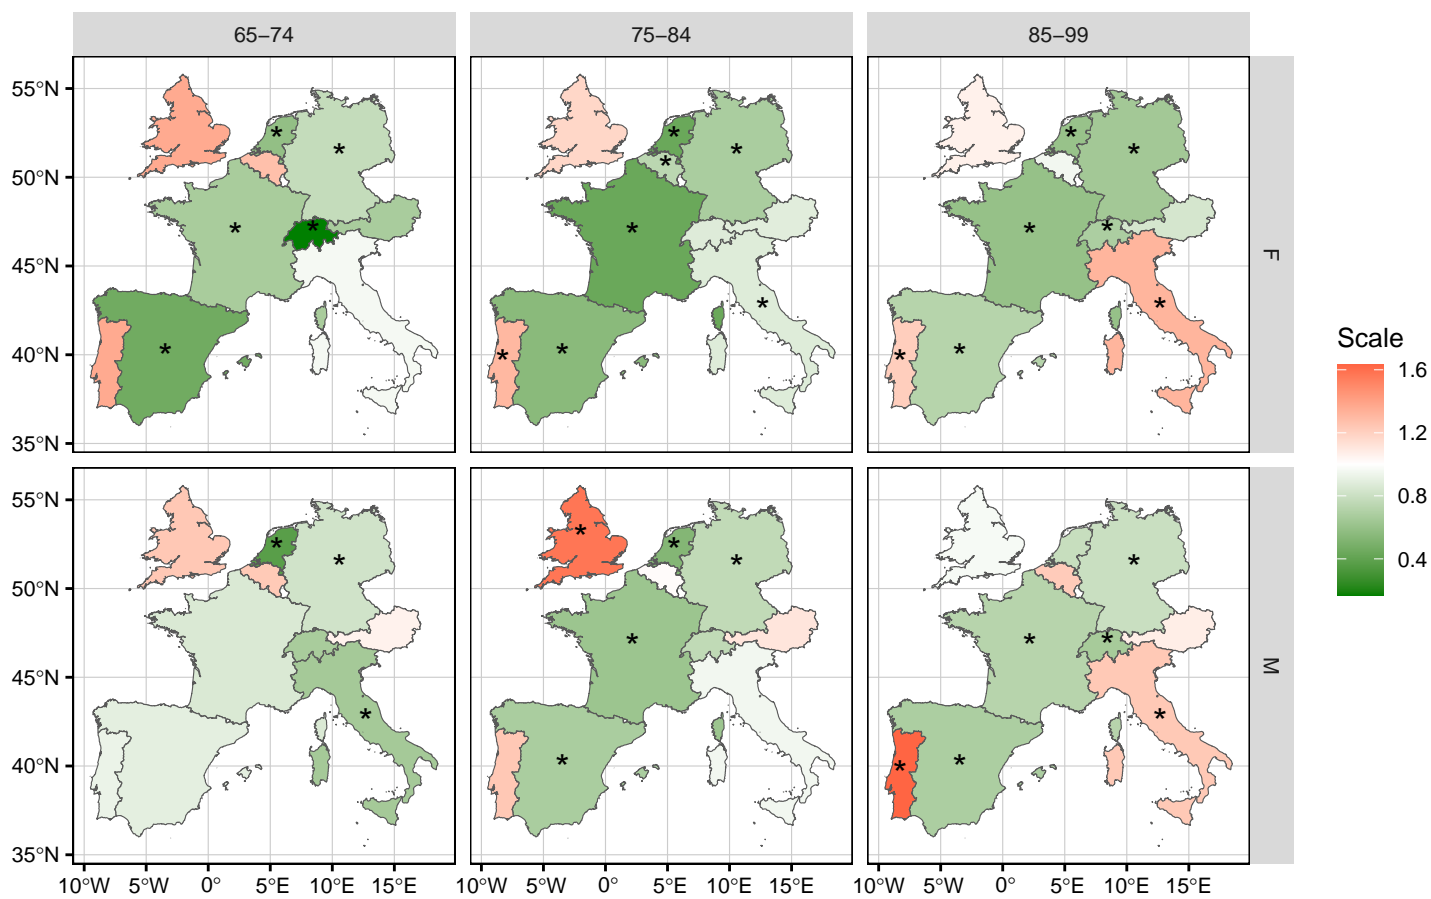 65−74 75−84 85−99
55°N
50°N
45°N
40°N
35°N
F
* * * * *
* * * * * * *
* * * * * * *
55°N
50°N
45°N
40°N
35°N
M
* * *
* * * * *
* * * * * *
10°W 5°W 0° 5°E 10°E 15°E 10°W 5°W 0° 5°E 10°E 15°E 10°W 5°W 0° 5°E 10°E 15°E
Scale
1.6
1.2
0.8
0.4